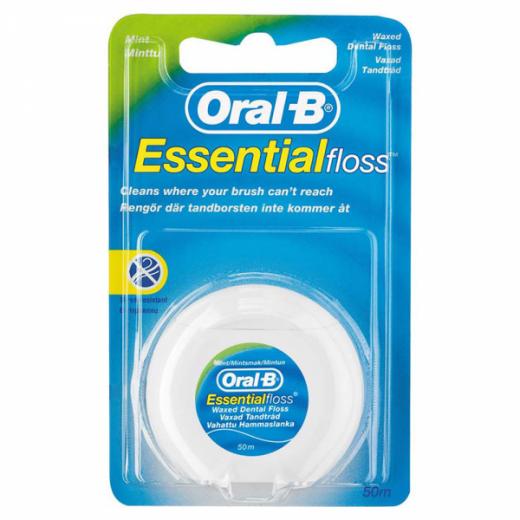 Mint
Minttu
Waxed
Dental Floss
Vaxad
Tandtråd
Oral-B®
Essentialfloss™
Cleans where your brush can't reach
Rengör där tandborsten inte kommer åt
Mint/Mintsmak/Mintun
Oral-B
Essentialfloss®
Waxed Dental Floss
Vaxad Tandtråd
Vahattu Hammaslanka
50m
50m